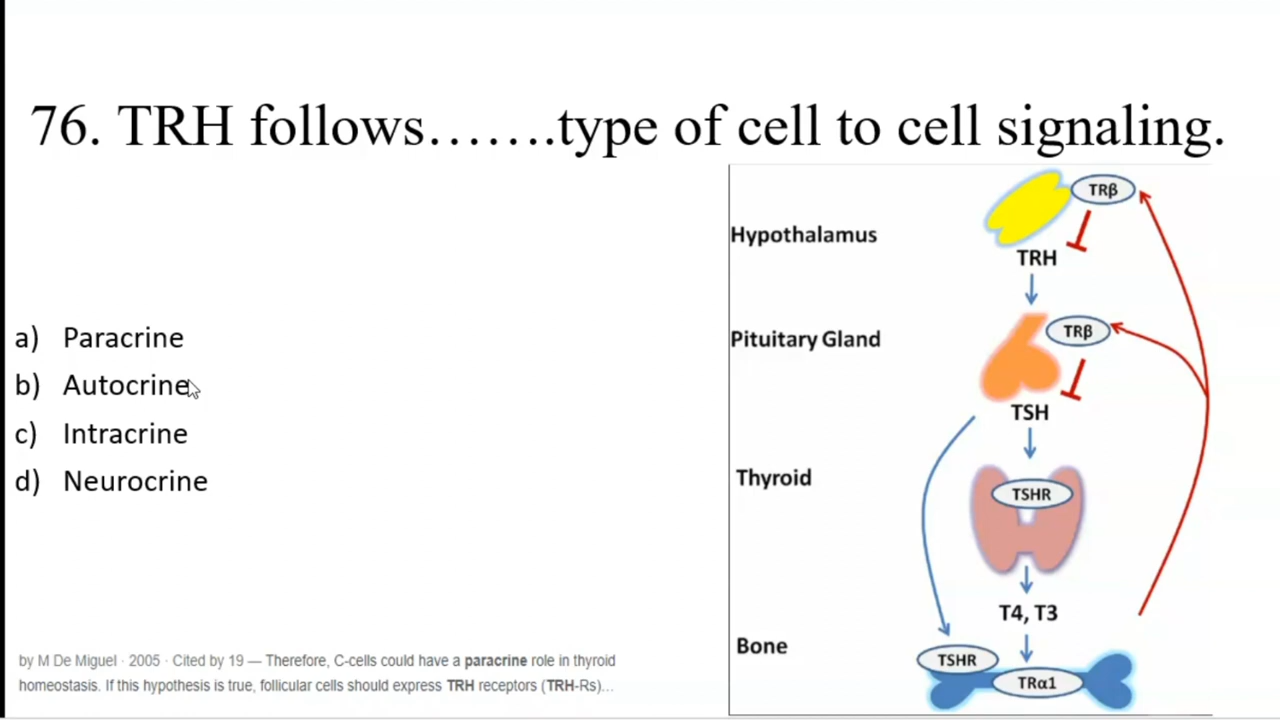 76. TRH follows…….type of cell to cell signaling.
a) Paracrine
b) Autocrine
c) Intracrine
d) Neurocrine
by M De Miguel · 2005 · Cited by 19 — Therefore, C-cells could have a paracrine role in thyroid
homeostasis. If this hypothesis is true, follicular cells should express TRH receptors (TRH-Rs)...
TRβ
Hypothalamus
TRH
TRβ
Pituitary Gland
TSH
Thyroid
TSHR
T4, T3
Bone
TSHR
TRα1